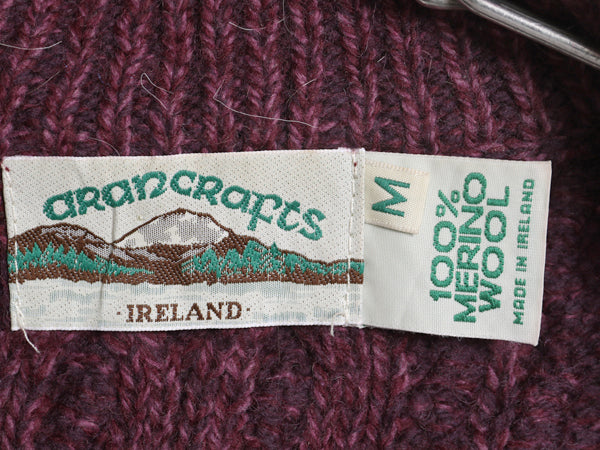 arancrafts
· IRELAND ·
M
100%
MERINO
WOOL
MADE IN IRELAND